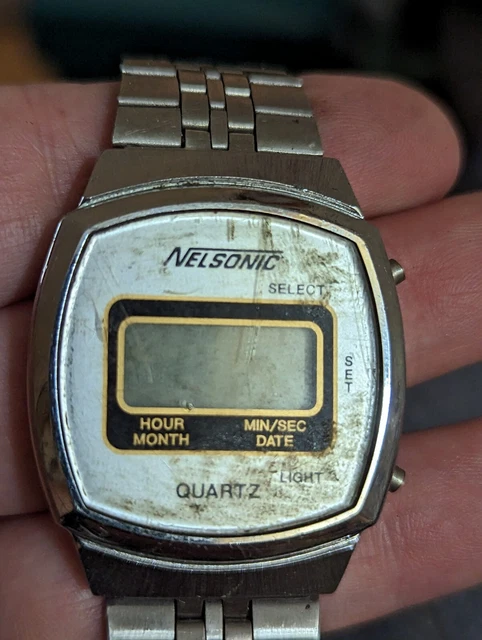 NELSONIC
SELECT
SET
HOUR MIN/SEC
MONTH DATE
LIGHT
QUARTZ